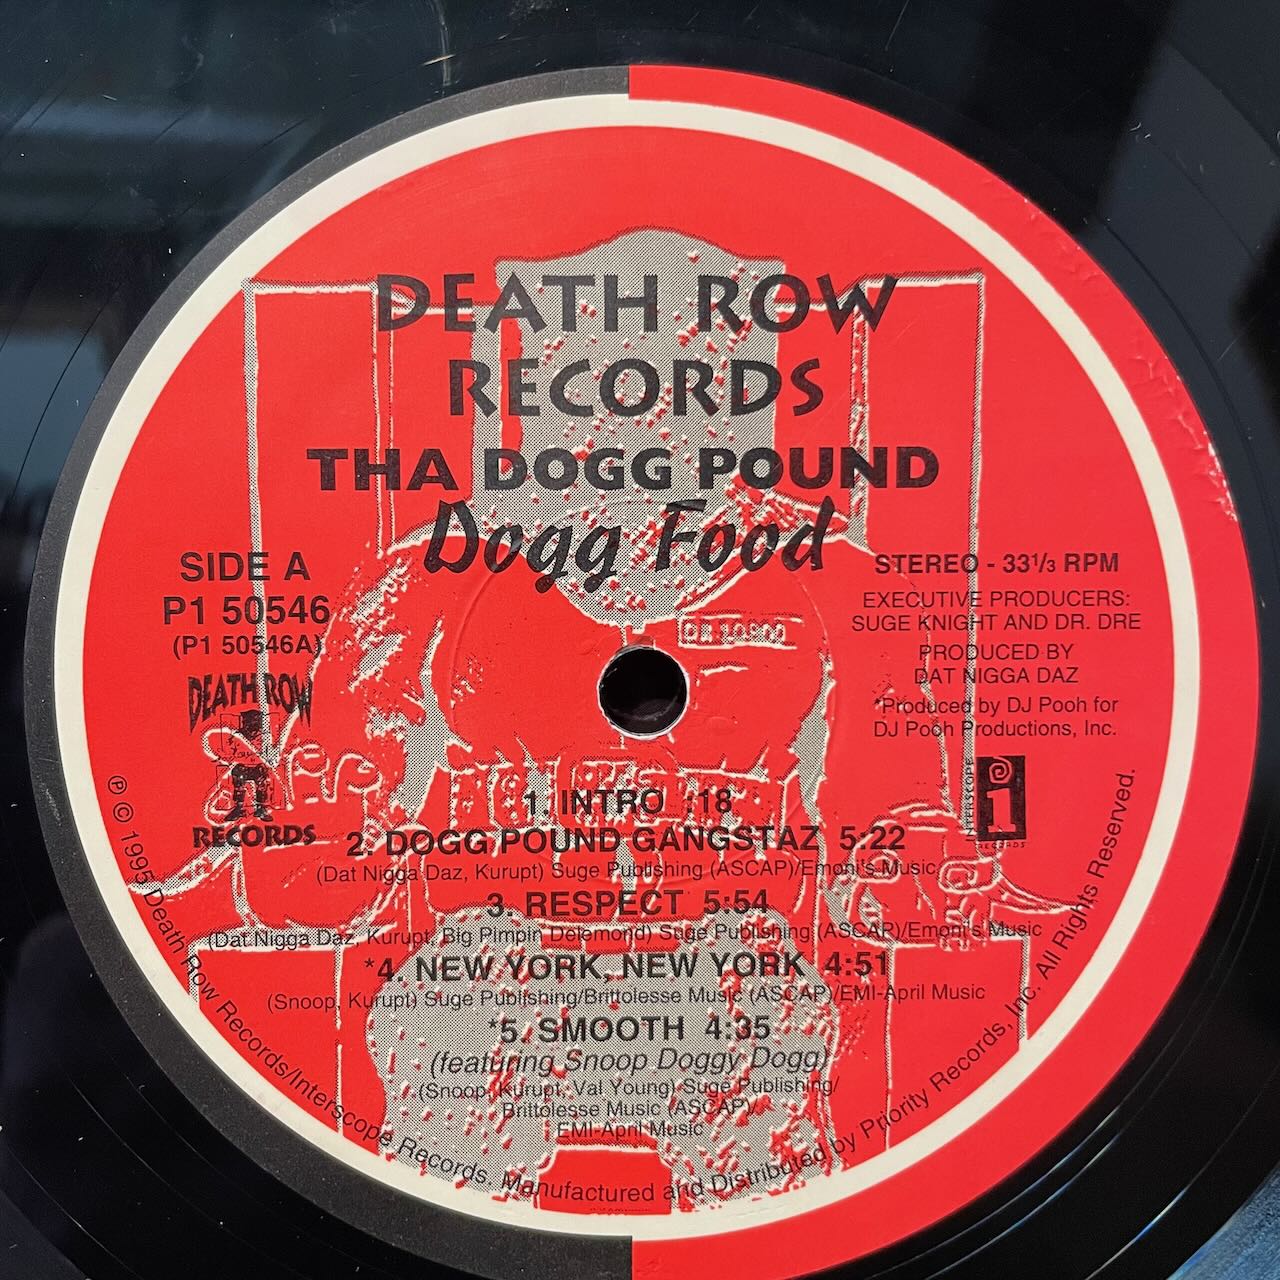 DEATH ROW
RECORDS
THA DOGG POUND
Dogg Food
SIDE A
P1 50546
(P1 50546A)
DEATH ROW
RECORDS
STEREO - 33 1/3 RPM
EXECUTIVE PRODUCERS:
SUGE KNIGHT AND DR. DRE
PRODUCED BY
DAT NIGGA DAZ
*Produced by DJ Pooh for
DJ Pooh Productions, Inc.
INTERSCOPE
RECORDS
1. INTRO :18
2. DOGG POUND GANGSTAZ 5:22
(Dat Nigga Daz, Kurupt) Suge Publishing (ASCAP)/Emoni's Music
3. RESPECT 5:54
(Dat Nigga Daz, Kurupt, Big Pimpin Delemond) Suge Publishing (ASCAP)/Emoni's Music
*4. NEW YORK, NEW YORK 4:51
(Snoop, Kurupt) Suge Publishing/Brittolesse Music (ASCAP)/EMI-April Music
*5. SMOOTH 4:35
(featuring Snoop Doggy Dogg)
(Snoop, Kurupt, Val Young) Suge Publishing/
Brittolesse Music (ASCAP)/
EMI-April Music
℗ © 1995 Death Row Records/Interscope Records. Manufactured and Distributed by Priority Records, Inc. All Rights Reserved.